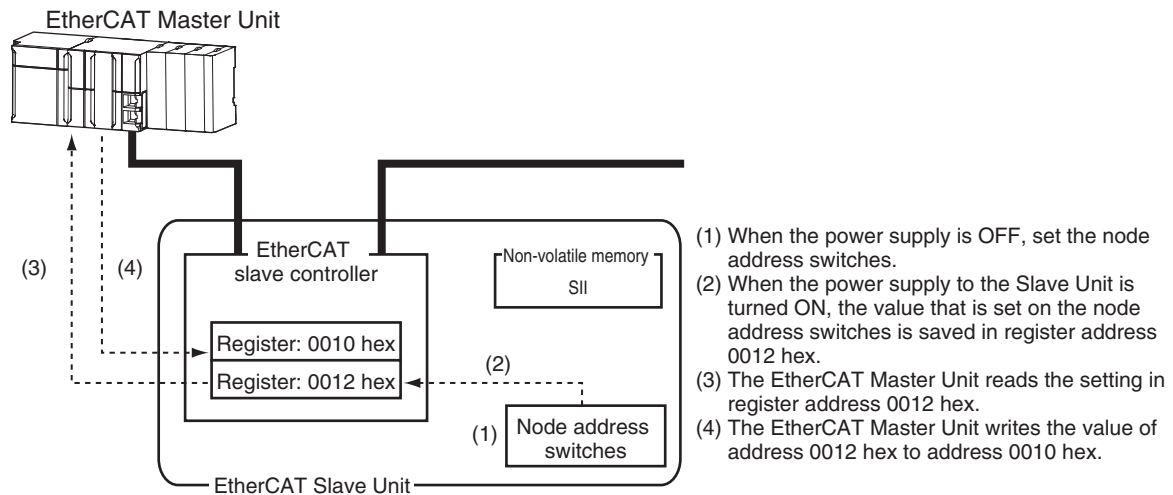 EtherCAT Master Unit
(3)
(4)
EtherCAT
slave controller
Register: 0010 hex
Register: 0012 hex
Non-volatile memory
SII
(2)
(1)
Node address
switches
EtherCAT Slave Unit
(1) When the power supply is OFF, set the node
address switches.
(2) When the power supply to the Slave Unit is
turned ON, the value that is set on the node
address switches is saved in register address
0012 hex.
(3) The EtherCAT Master Unit reads the setting in
register address 0012 hex.
(4) The EtherCAT Master Unit writes the value of
address 0012 hex to address 0010 hex.